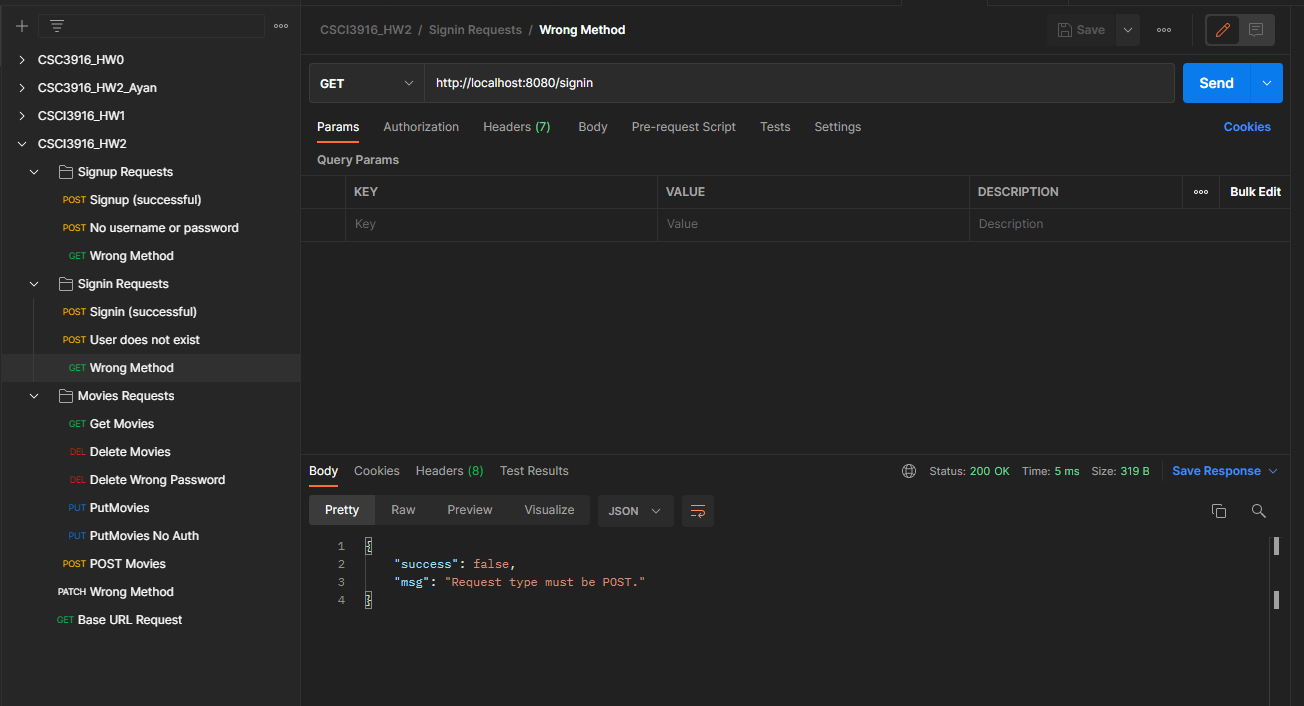 CSC3916_HW0
CSC3916_HW2_Ayan
CSCI3916_HW1
CSCI3916_HW2
Signup Requests
POST Signup (successful)
POST No username or password
GET Wrong Method
Signin Requests
POST Signin (successful)
POST User does not exist
GET Wrong Method
Movies Requests
GET Get Movies
DEL Delete Movies
DEL Delete Wrong Password
PUT PutMovies
PUT PutMovies No Auth
POST POST Movies
PATCH Wrong Method
GET Base URL Request
CSCI3916_HW2 / Signin Requests / Wrong Method
Save
GET http://localhost:8080/signin Send
Params Authorization Headers (7) Body Pre-request Script Tests Settings Cookies
Query Params
KEY VALUE DESCRIPTION Bulk Edit
Key Value Description
Body Cookies Headers (8) Test Results Status: 200 OK Time: 5 ms Size: 319 B Save Response
Pretty Raw Preview Visualize JSON
1 {
2 "success": false,
3 "msg": "Request type must be POST."
4 }